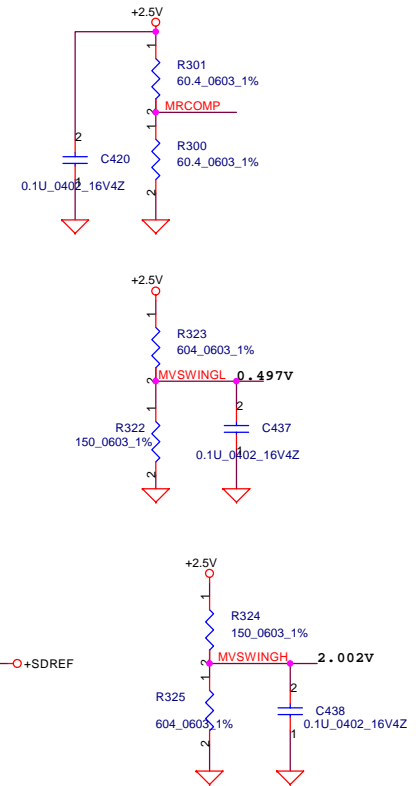 +2.5V
1
R301
60.4_0603_1%
2
MRCOMP
1
R300
60.4_0603_1%
2
2
C420
1
0.1U_0402_16V4Z
+2.5V
1
R323
604_0603_1%
2
MVSWINGL
0.497V
1
R322
150_0603_1%
2
2
C437
1
0.1U_0402_16V4Z
+2.5V
1
R324
150_0603_1%
2
MVSWINGH
2.002V
+SDREF
1
R325
604_0603_1%
2
2
C438
0.1U_0402_16V4Z
1